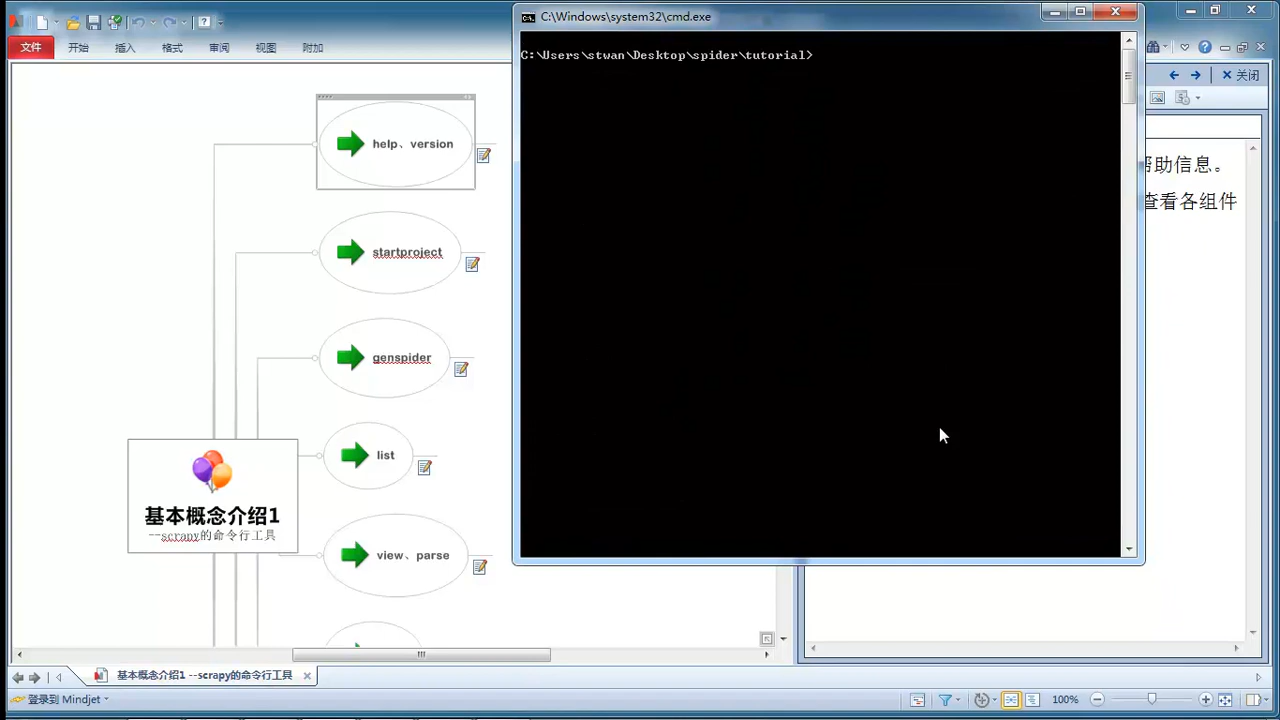 C:\Windows\system32\cmd.exe
文件 开始 插入 格式 审阅 视图 附加
C:\Users\stwan\Desktop\spider\tutorial>
关闭
help、version
帮助信息。
查看各组件
startproject
genspider
list
基本概念介绍1
--scrapy的命令行工具
view、parse
基本概念介绍1 --scrapy的命令行工具
登录到 Mindjet
100%